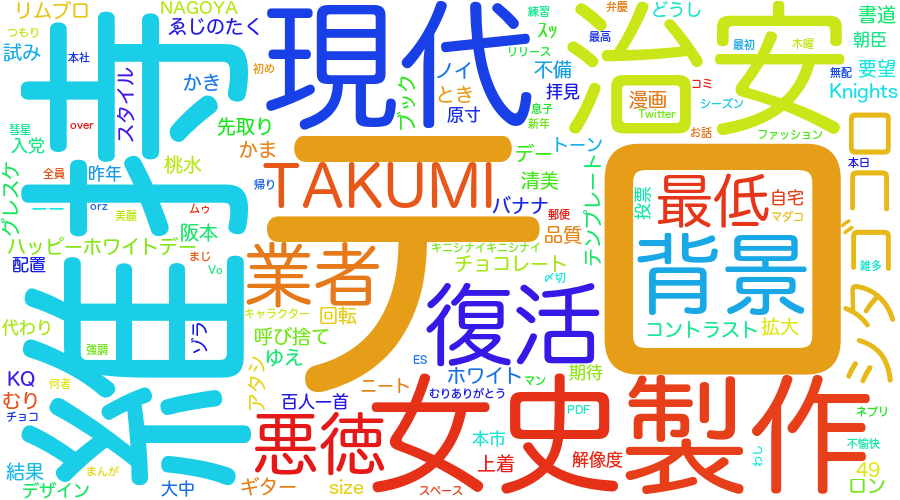 リムブロ
NAGOYA
ゑじのたく
つもり
試み
本社
維持
スタイル
かき
初め
over
先取り
現代
ブック
ノイ
とき
原寸
練習
スッ
リリース
不備
拝見
息子
新年
治安
弁慶
どうし
最高
最初
木曜
コミ
漫画
Twitter
シーズン
お話
ファッション
書道
朝臣
要望
無配
Knights
彗星
入党
全員
昨年
桃水
グレスケ
ーー
orz
美麗
ムゥ
阪本
かま
帰り
TAKUMI
デー
トーン
清美
バナナ
郵便
テンプレート
投票
最低
自宅
マダコ
本日
シタゴコロ
ハッピーホワイトデー
まじ
Vo
配置
業者
テロ
品質
キニシナイキニシナイ
チョコレート
〆切
背景
雑多
代わり
強調
ゾラ
キャラクター
回転
呼び捨て
ゆえ
復活
コントラスト
拡大
KQ
むり
何者
アタシ
ES
ホワイト
マン
期待
ニート
むりありがとう
チョコ
百人一首
悪徳
女史
PDF
製作
ネプリ
本市
不愉快
結果
まんが
上着
解像度
わし
49
デザイン
大中
ギター
size
スペース
ロン